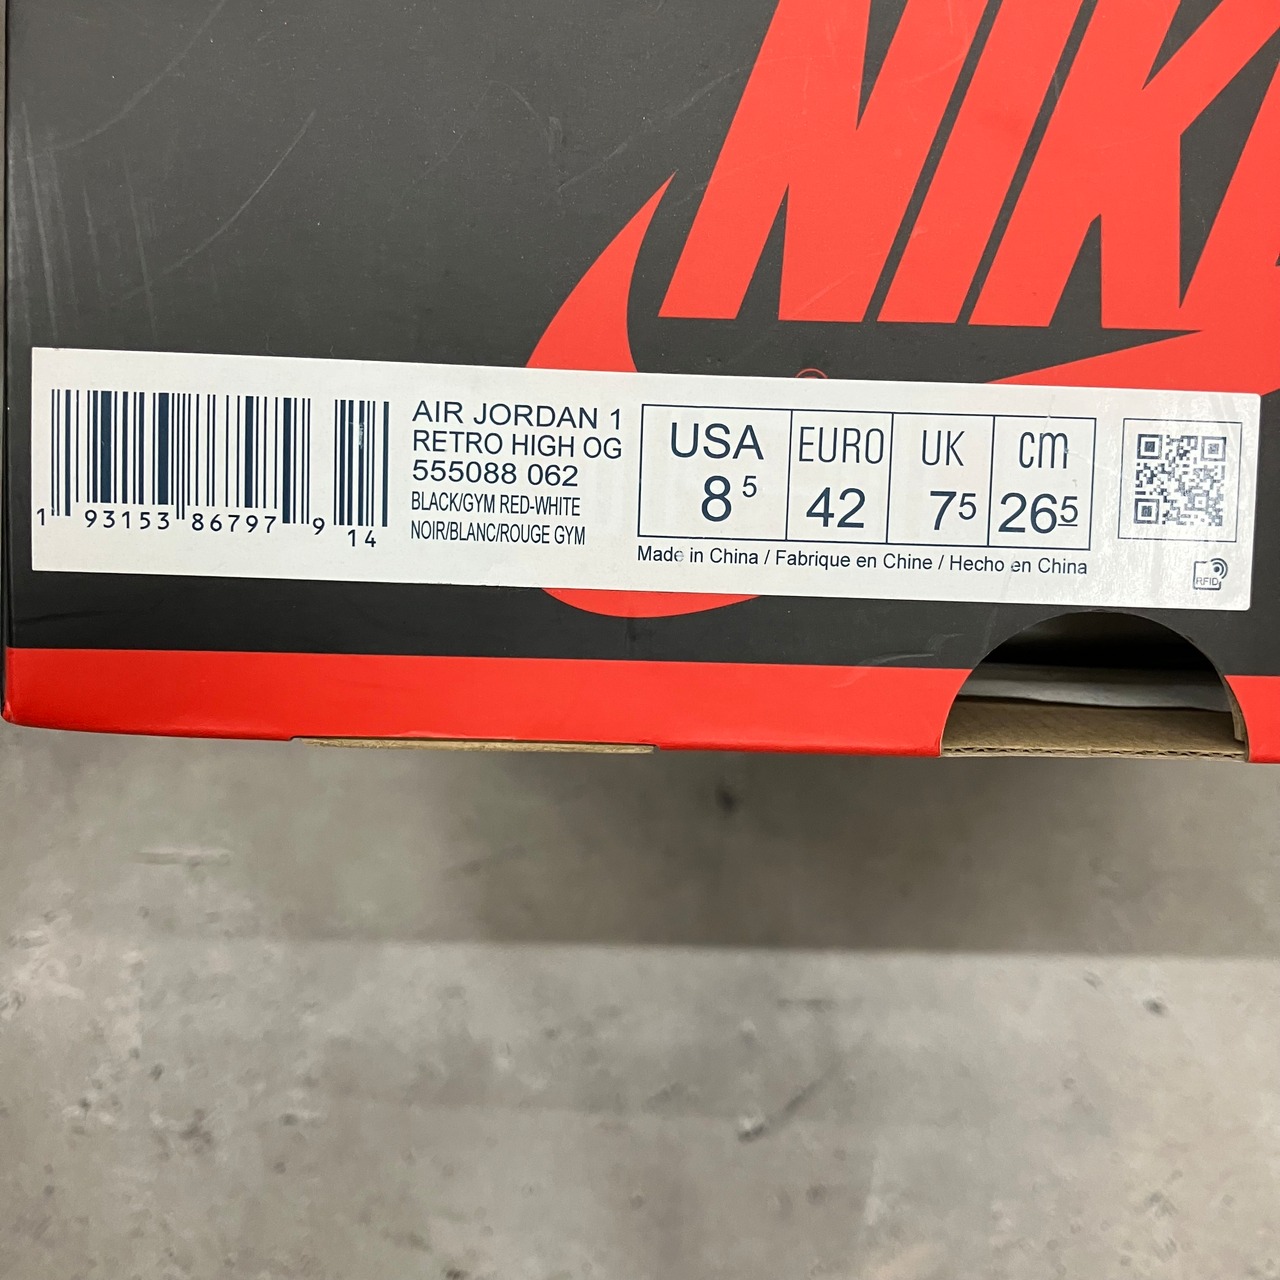 NIKE
AIR JORDAN 1
RETRO HIGH OG
555088 062
BLACK/GYM RED-WHITE
NOIR/BLANC/ROUGE GYM
1 93153 86797 9 14
USA EURO UK cm
8 5 42 7 5 26 5
Made in China / Fabrique en Chine / Hecho en China
RFID